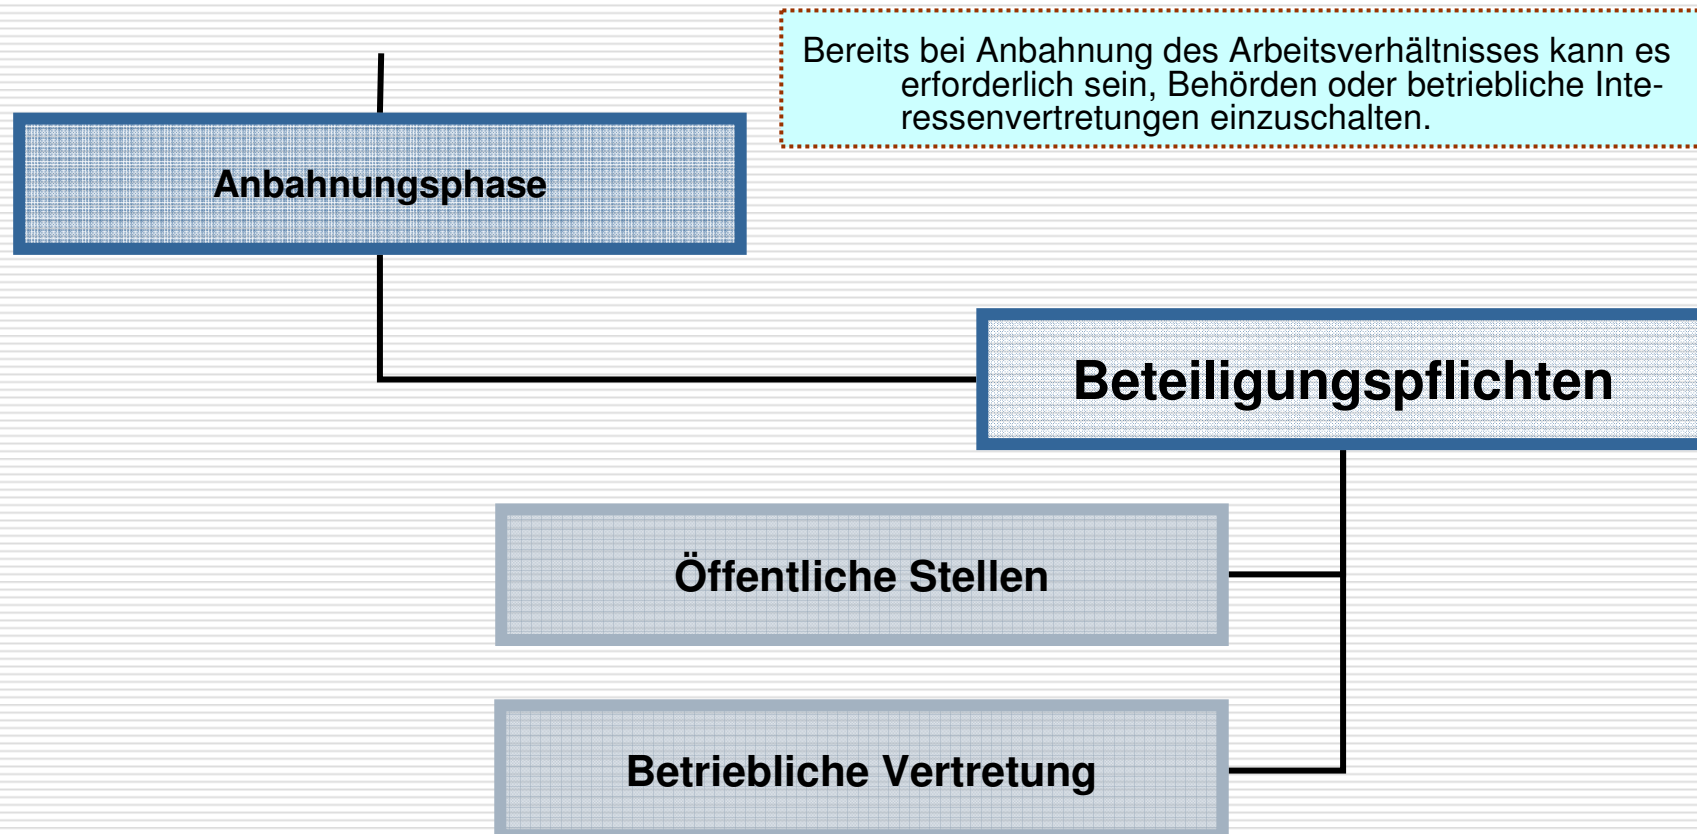 Bereits bei Anbahnung des Arbeitsverhältnisses kann es
erforderlich sein, Behörden oder betriebliche Inte-
ressenvertretungen einzuschalten.
Anbahnungsphase
Beteiligungspflichten
Öffentliche Stellen
Betriebliche Vertretung